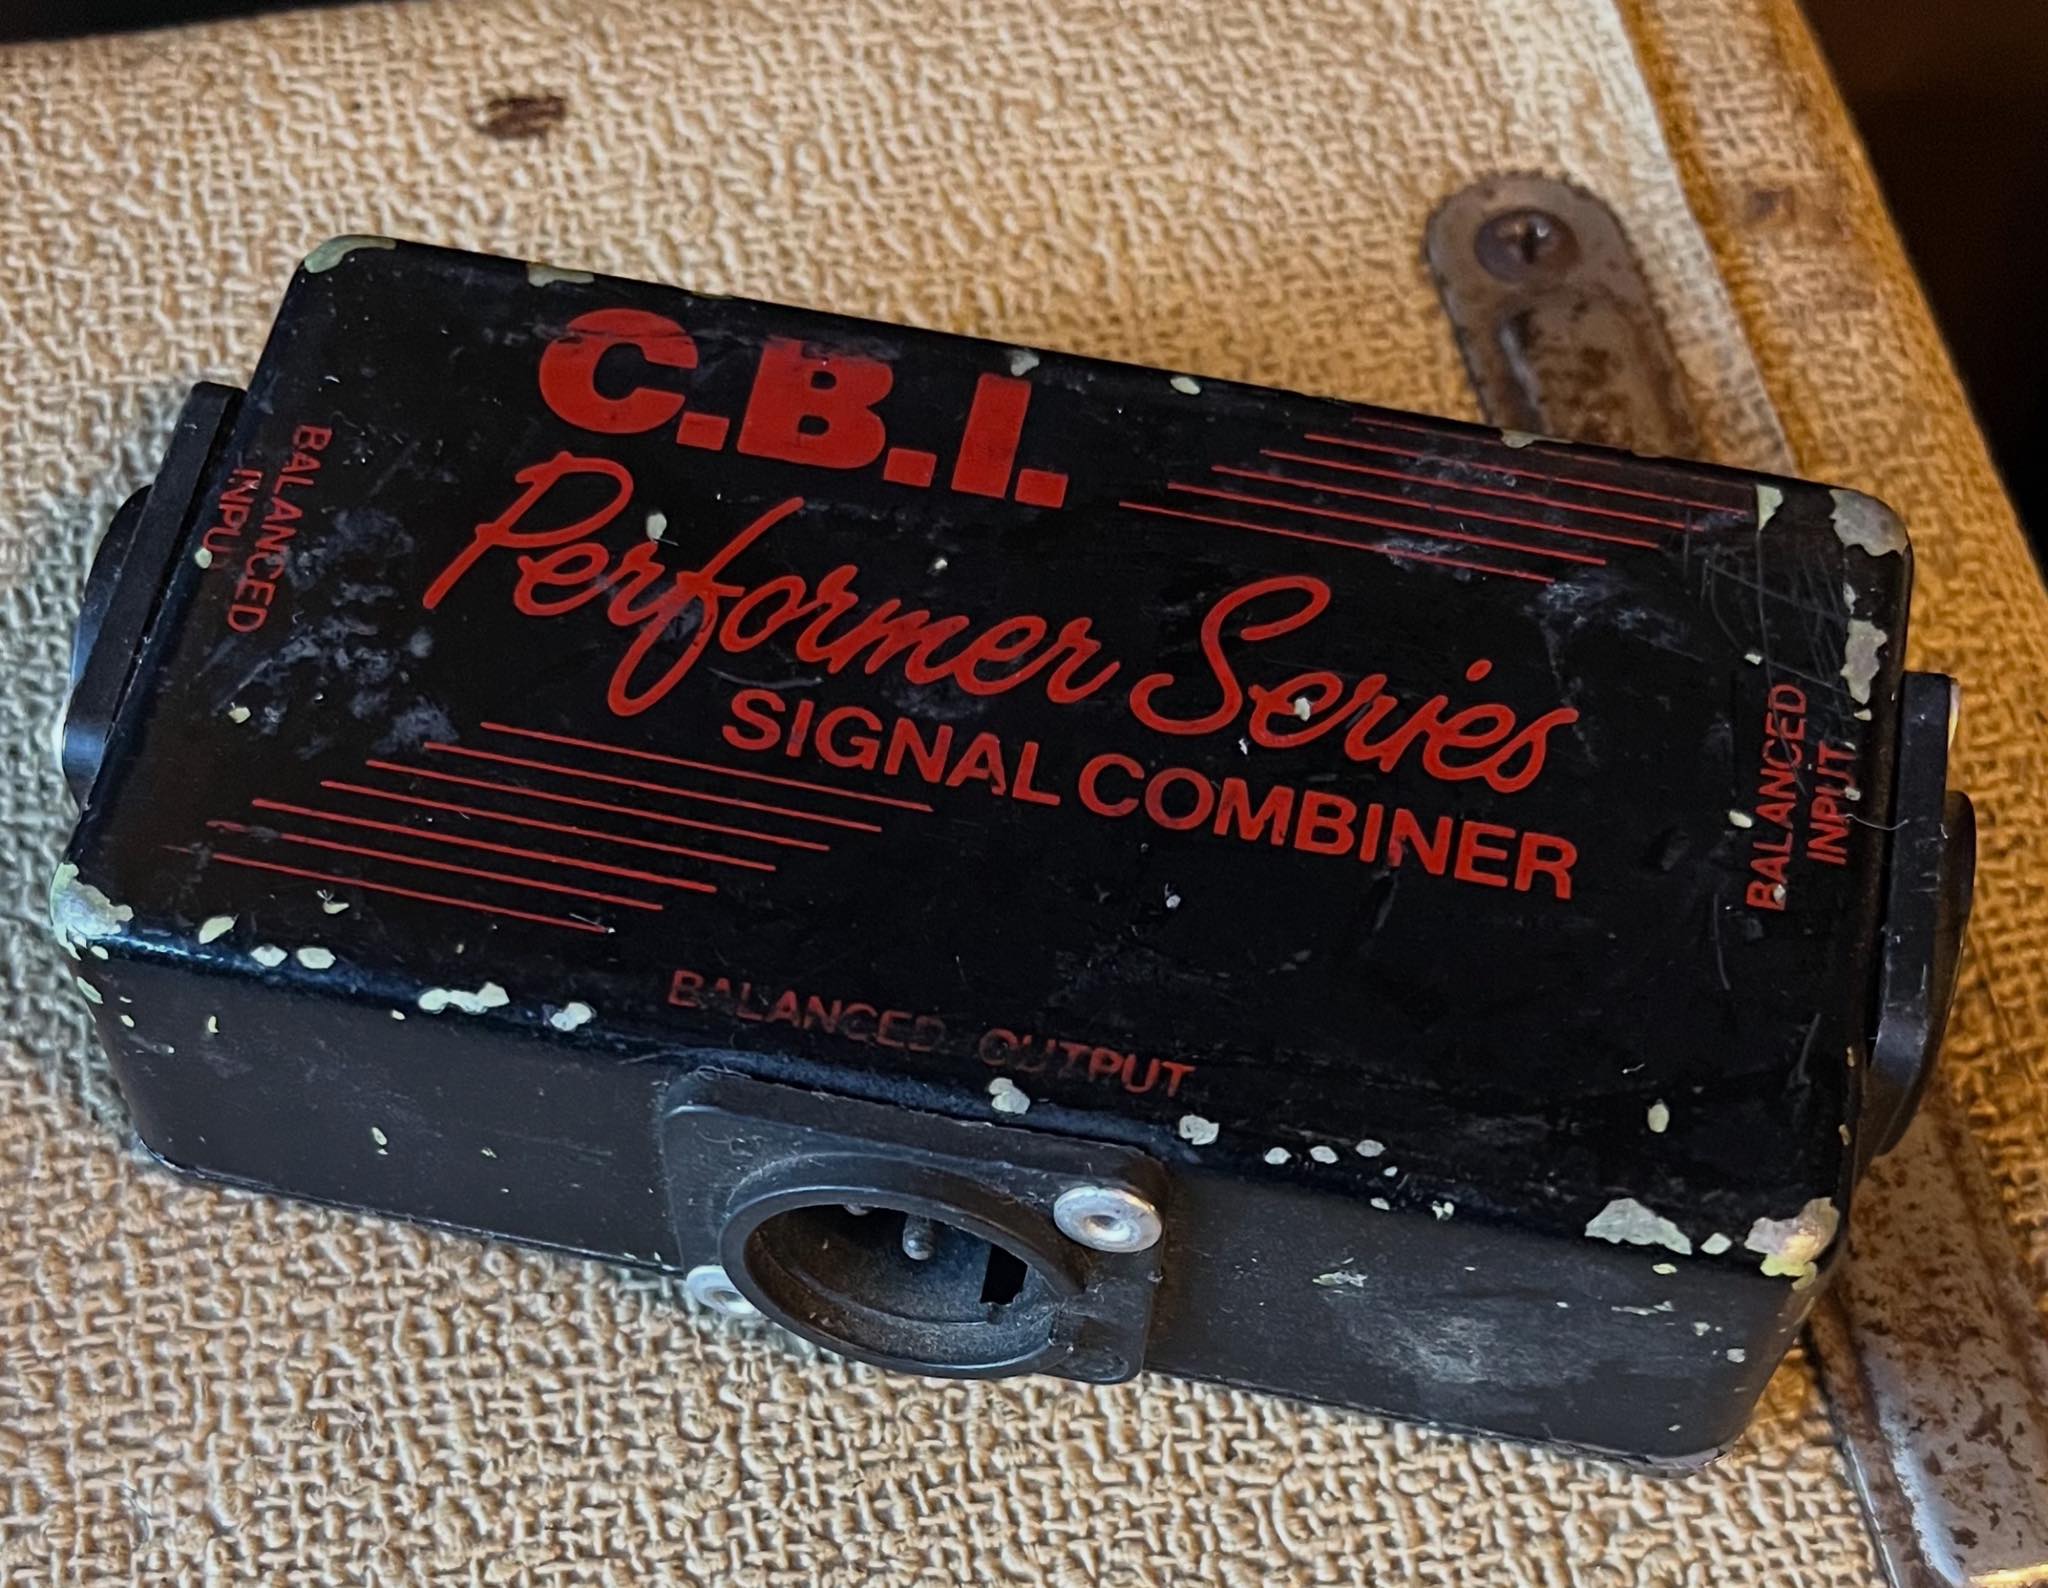 C.B.I.
Performer Series
SIGNAL COMBINER
BALANCED
INPUT
BALANCED
INPUT
BALANCED OUTPUT